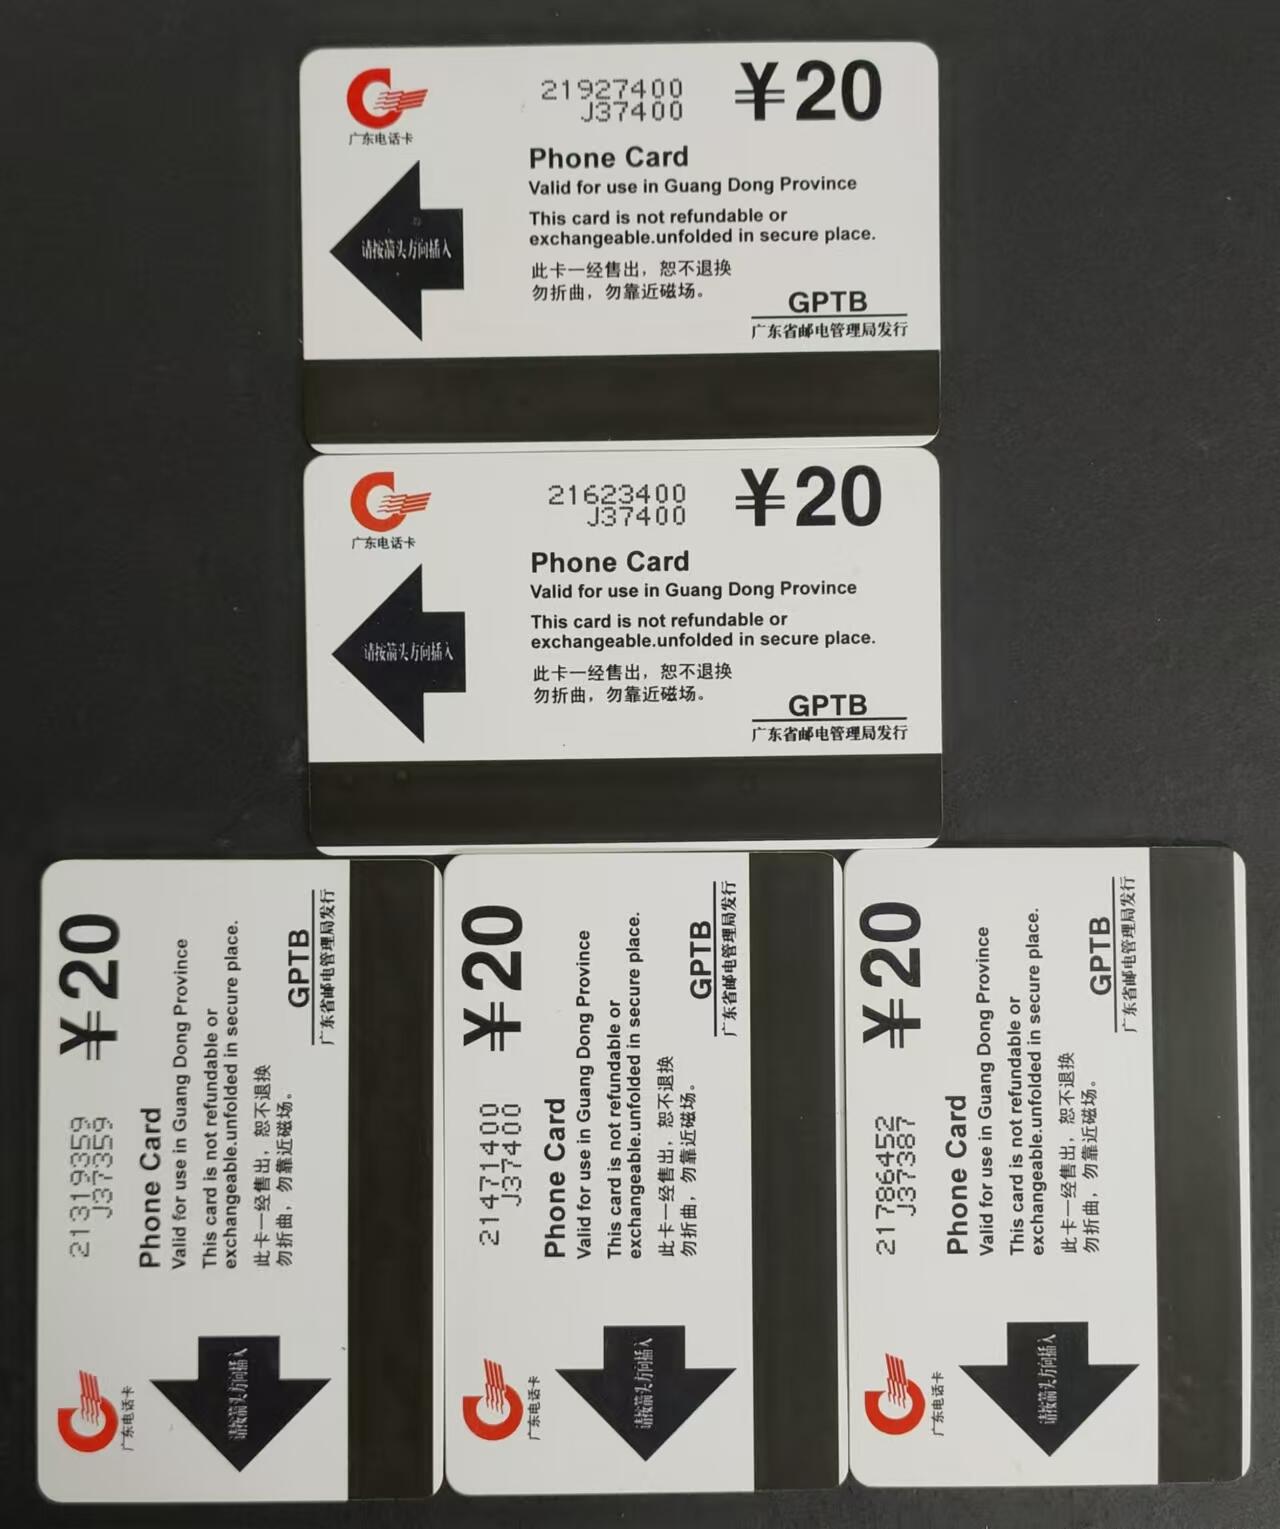 广东电话卡
21927400
J37400
¥20
Phone Card
Valid for use in Guang Dong Province
This card is not refundable or
exchangeable.unfolded in secure place.
此卡一经售出，恕不退换
勿折曲，勿靠近磁场。
请按箭头方向插入
GPTB
广东省邮电管理局发行
广东电话卡
21623400
J37400
¥20
Phone Card
Valid for use in Guang Dong Province
This card is not refundable or
exchangeable.unfolded in secure place.
此卡一经售出，恕不退换
勿折曲，勿靠近磁场。
请按箭头方向插入
GPTB
广东省邮电管理局发行
广东电话卡
21319359
J37359
¥20
Phone Card
Valid for use in Guang Dong Province
This card is not refundable or
exchangeable.unfolded in secure place.
此卡一经售出，恕不退换
勿折曲，勿靠近磁场。
请按箭头方向插入
GPTB
广东省邮电管理局发行
广东电话卡
21471400
J37400
¥20
Phone Card
Valid for use in Guang Dong Province
This card is not refundable or
exchangeable.unfolded in secure place.
此卡一经售出，恕不退换
勿折曲，勿靠近磁场。
请按箭头方向插入
GPTB
广东省邮电管理局发行
广东电话卡
21786452
J37387
¥20
Phone Card
Valid for use in Guang Dong Province
This card is not refundable or
exchangeable.unfolded in secure place.
此卡一经售出，恕不退换
勿折曲，勿靠近磁场。
请按箭头方向插入
GPTB
广东省邮电管理局发行